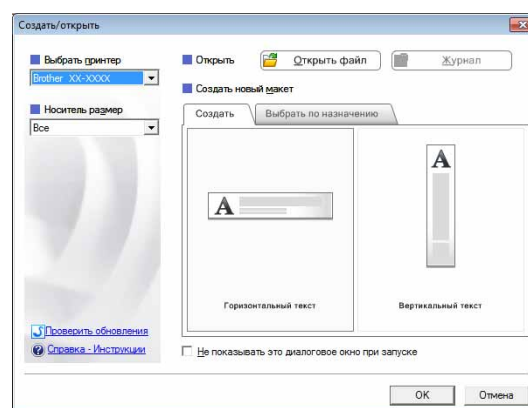 Создать/открыть
Выбрать принтер
Brother XX-XXXX
Носитель размер
Все
Проверить обновления
Справка - Инструкции
Открыть
Открыть файл
Журнал
Создать новый макет
Создать
Выбрать по назначению
A
Горизонтальный текст
A
Вертикальный текст
Не показывать это диалоговое окно при запуске
OK
Отмена